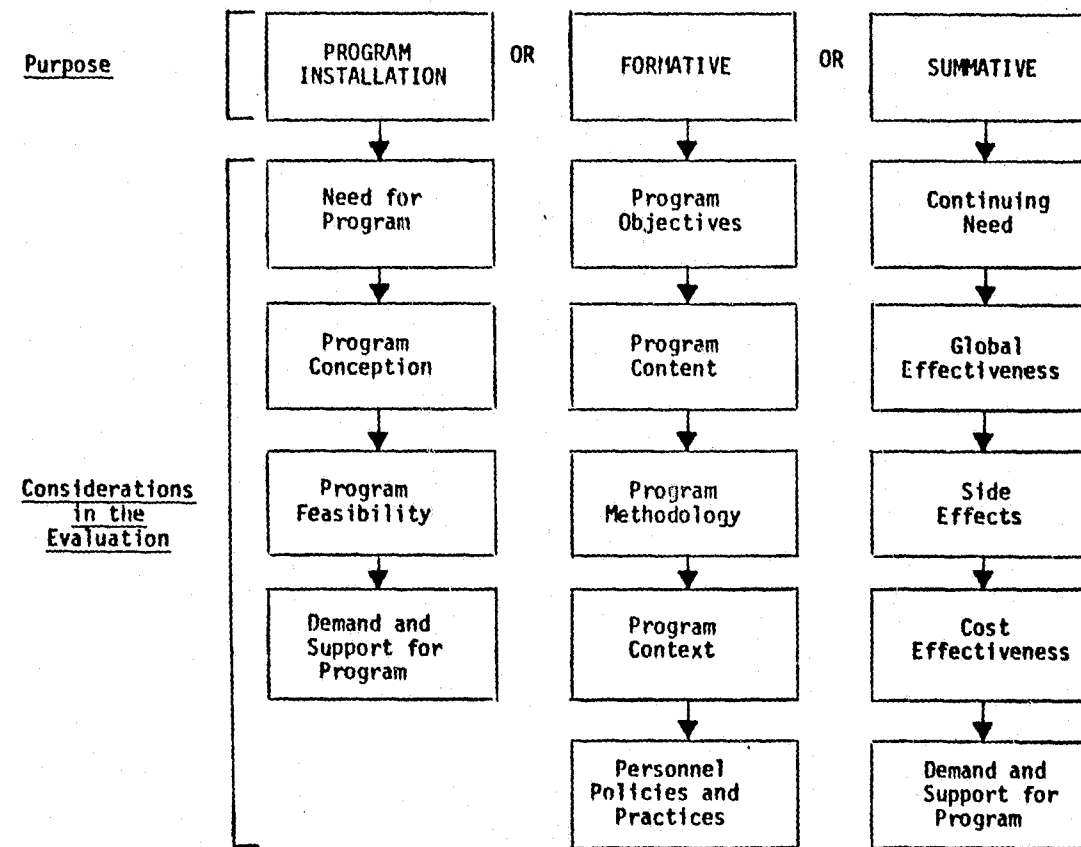 Purpose
PROGRAM
INSTALLATION
OR
FORMATIVE
OR
SUMMATIVE
Need for
Program
Program
Objectives
Continuing
Need
Program
Conception
Program
Content
Global
Effectiveness
Considerations
in the
Evaluation
Program
Feasibility
Program
Methodology
Side
Effects
Demand and
Support for
Program
Program
Context
Cost
Effectiveness
Personnel
Policies and
Practices
Demand and
Support for
Program